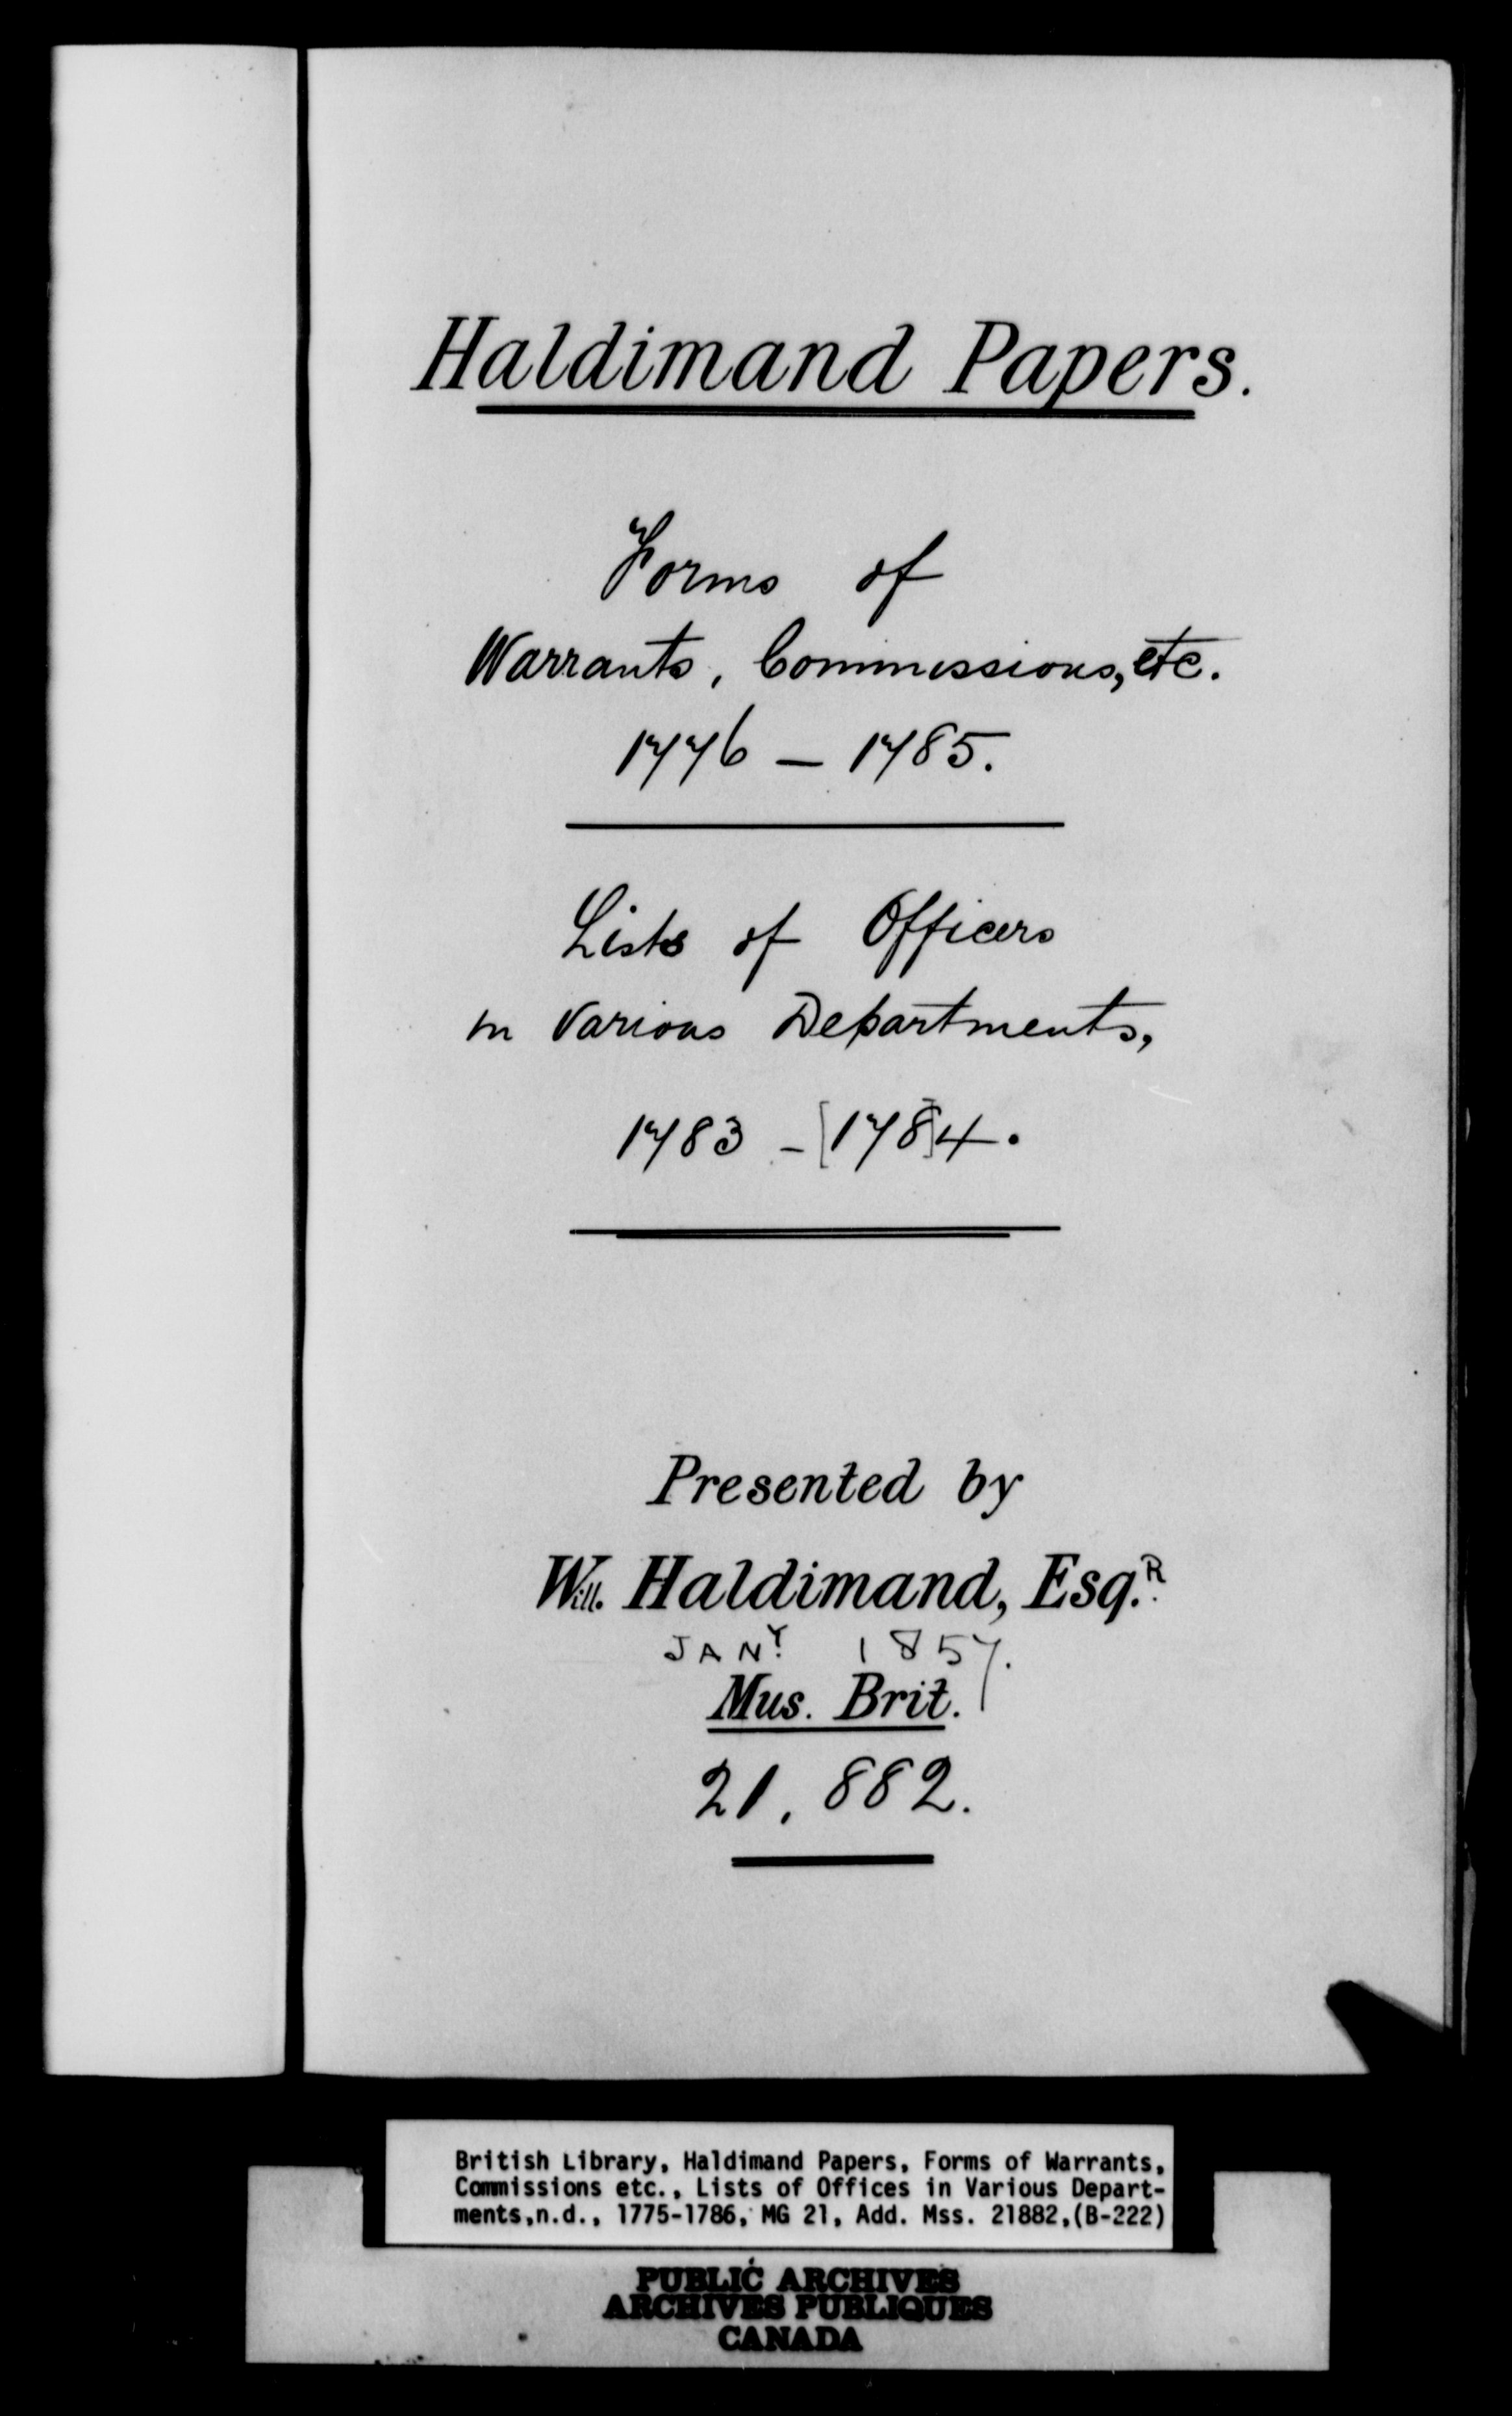 Haldimand Papers.
Forms of
Warrants, Commissions, etc.
1776 – 1785.
Lists of Officers
in Various Departments,
1783 – [178]4.
Presented by
Will. Haldimand, Esq.R
JANY. 1857.
Mus. Brit.
21,882.
British Library, Haldimand Papers, Forms of Warrants,
Commissions etc., Lists of Offices in Various Depart-
ments,n.d., 1775-1786, MG 21, Add. Mss. 21882,(B-222)
PUBLIC ARCHIVES
ARCHIVES PUBLIQUES
CANADA